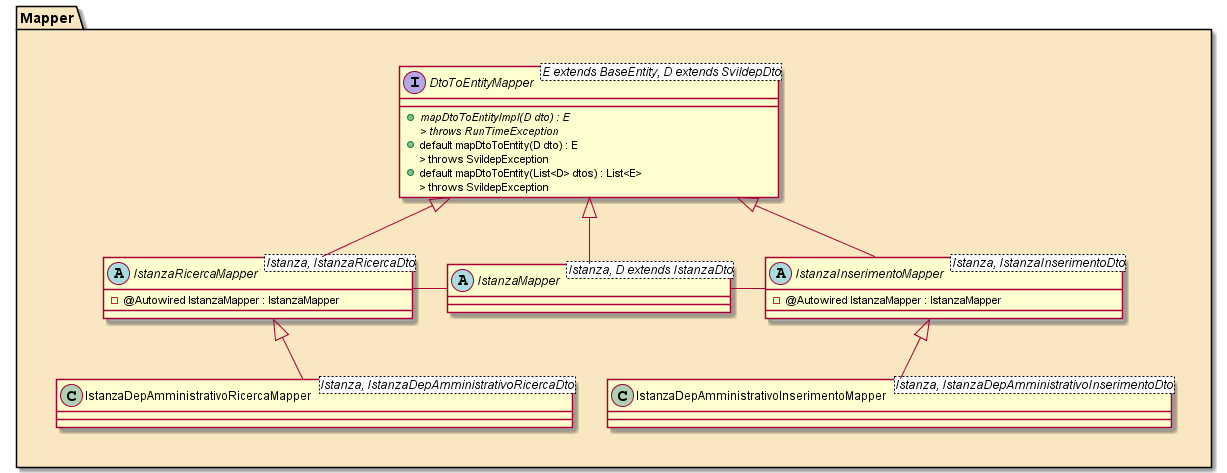 Mapper
E extends BaseEntity, D extends SvildepDto
I DtoToEntityMapper
mapDtoToEntityImpl(D dto) : E
> throws RunTimeException
default mapDtoToEntity(D dto) : E
> throws SvildepException
default mapDtoToEntity(List<D> dtos) : List<E>
> throws SvildepException
Istanza, IstanzaRicercaDto
A IstanzaRicercaMapper
@Autowired IstanzaMapper : IstanzaMapper
Istanza, D extends IstanzaDto
A IstanzaMapper
Istanza, IstanzaInserimentoDto
A IstanzaInserimentoMapper
@Autowired IstanzaMapper : IstanzaMapper
Istanza, IstanzaDepAmministrativoRicercaDto
C IstanzaDepAmministrativoRicercaMapper
Istanza, IstanzaDepAmministrativoInserimentoDto
C IstanzaDepAmministrativoInserimentoMapper